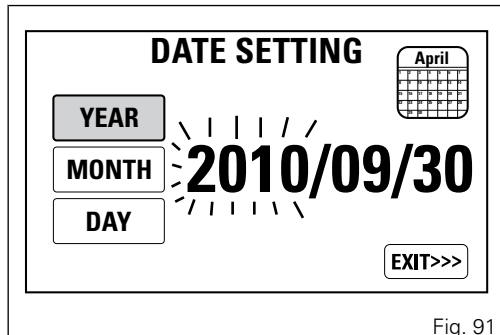 DATE SETTING
April
YEAR
MONTH
DAY
2010/09/30
EXIT>>>
Fig. 91